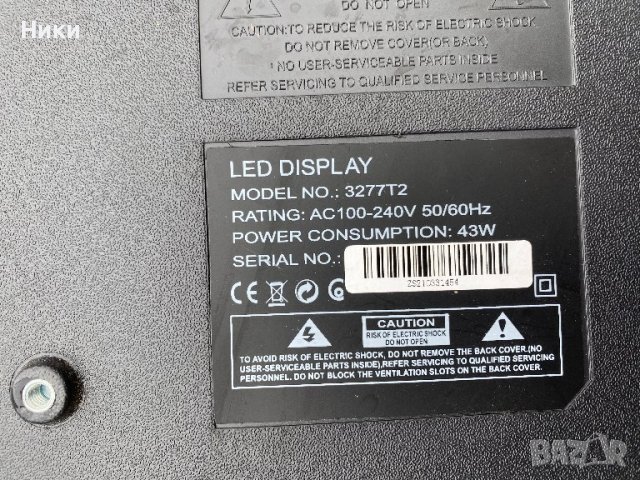 Ники
DO NOT OPEN
CAUTION:TO REDUCE THE RISK OF ELECTRIC SHOCK
DO NOT REMOVE COVER(OR BACK)
NO USER-SERVICEABLE PARTS INSIDE
REFER SERVICING TO QUALIFIED SERVICE PERSONNEL
LED DISPLAY
MODEL NO.: 3277T2
RATING: AC100-240V 50/60Hz
POWER CONSUMPTION: 43W
SERIAL NO.:
ZS210331454
CE
CAUTION
RISK OF ELECTRIC SHOCK
DO NOT OPEN
TO AVOID RISK OF ELECTRIC SHOCK, DO NOT REMOVE THE BACK COVER.(NO
USER-SERVICEABLE PARTS INSIDE),REFER SERVICING TO QUALIFIED SERVICING
PERSONNEL. DO NOT BLOCK THE VENTILATION SLOTS ON THE BACK COVER.
BAZAR